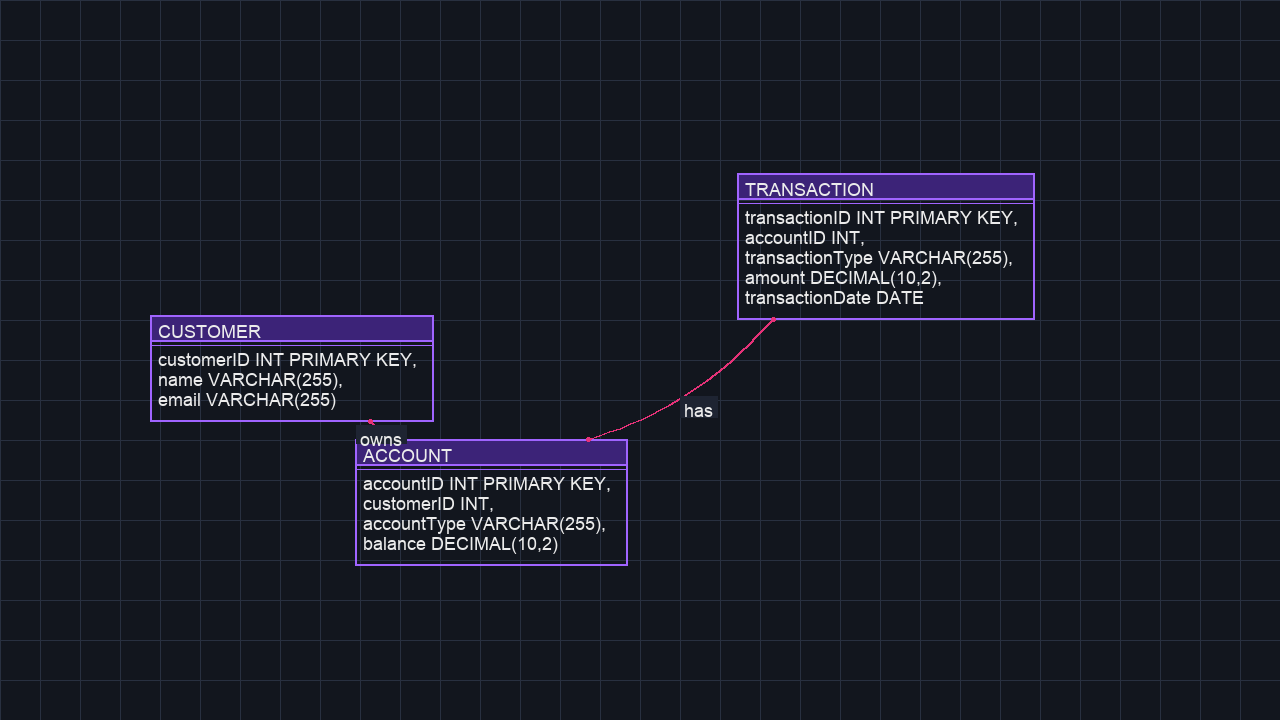 TRANSACTION
transactionID INT PRIMARY KEY,
accountID INT,
transactionType VARCHAR(255),
amount DECIMAL(10,2),
transactionDate DATE
CUSTOMER
customerID INT PRIMARY KEY,
name VARCHAR(255),
email VARCHAR(255)
has
owns
ACCOUNT
accountID INT PRIMARY KEY,
customerID INT,
accountType VARCHAR(255),
balance DECIMAL(10,2)